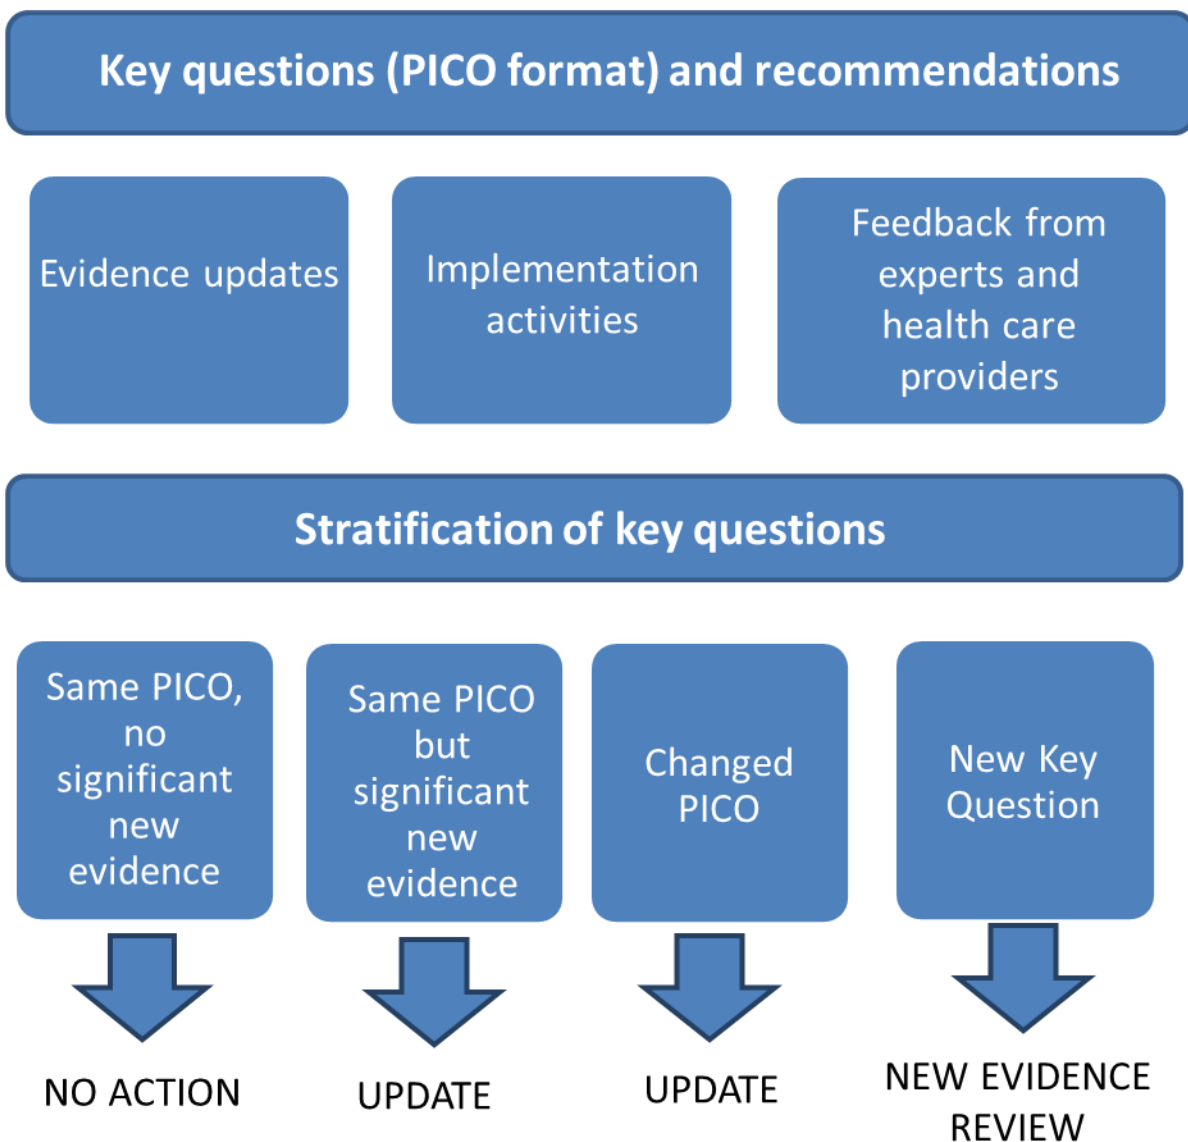 Key questions (PICO format) and recommendations
Evidence updates
Implementation
activities
Feedback from
experts and
health care
providers
Stratification of key questions
Same PICO,
no
significant
new
evidence
Same PICO
but
significant
new
evidence
Changed
PICO
New Key
Question
NO ACTION
UPDATE
UPDATE
NEW EVIDENCE
REVIEW